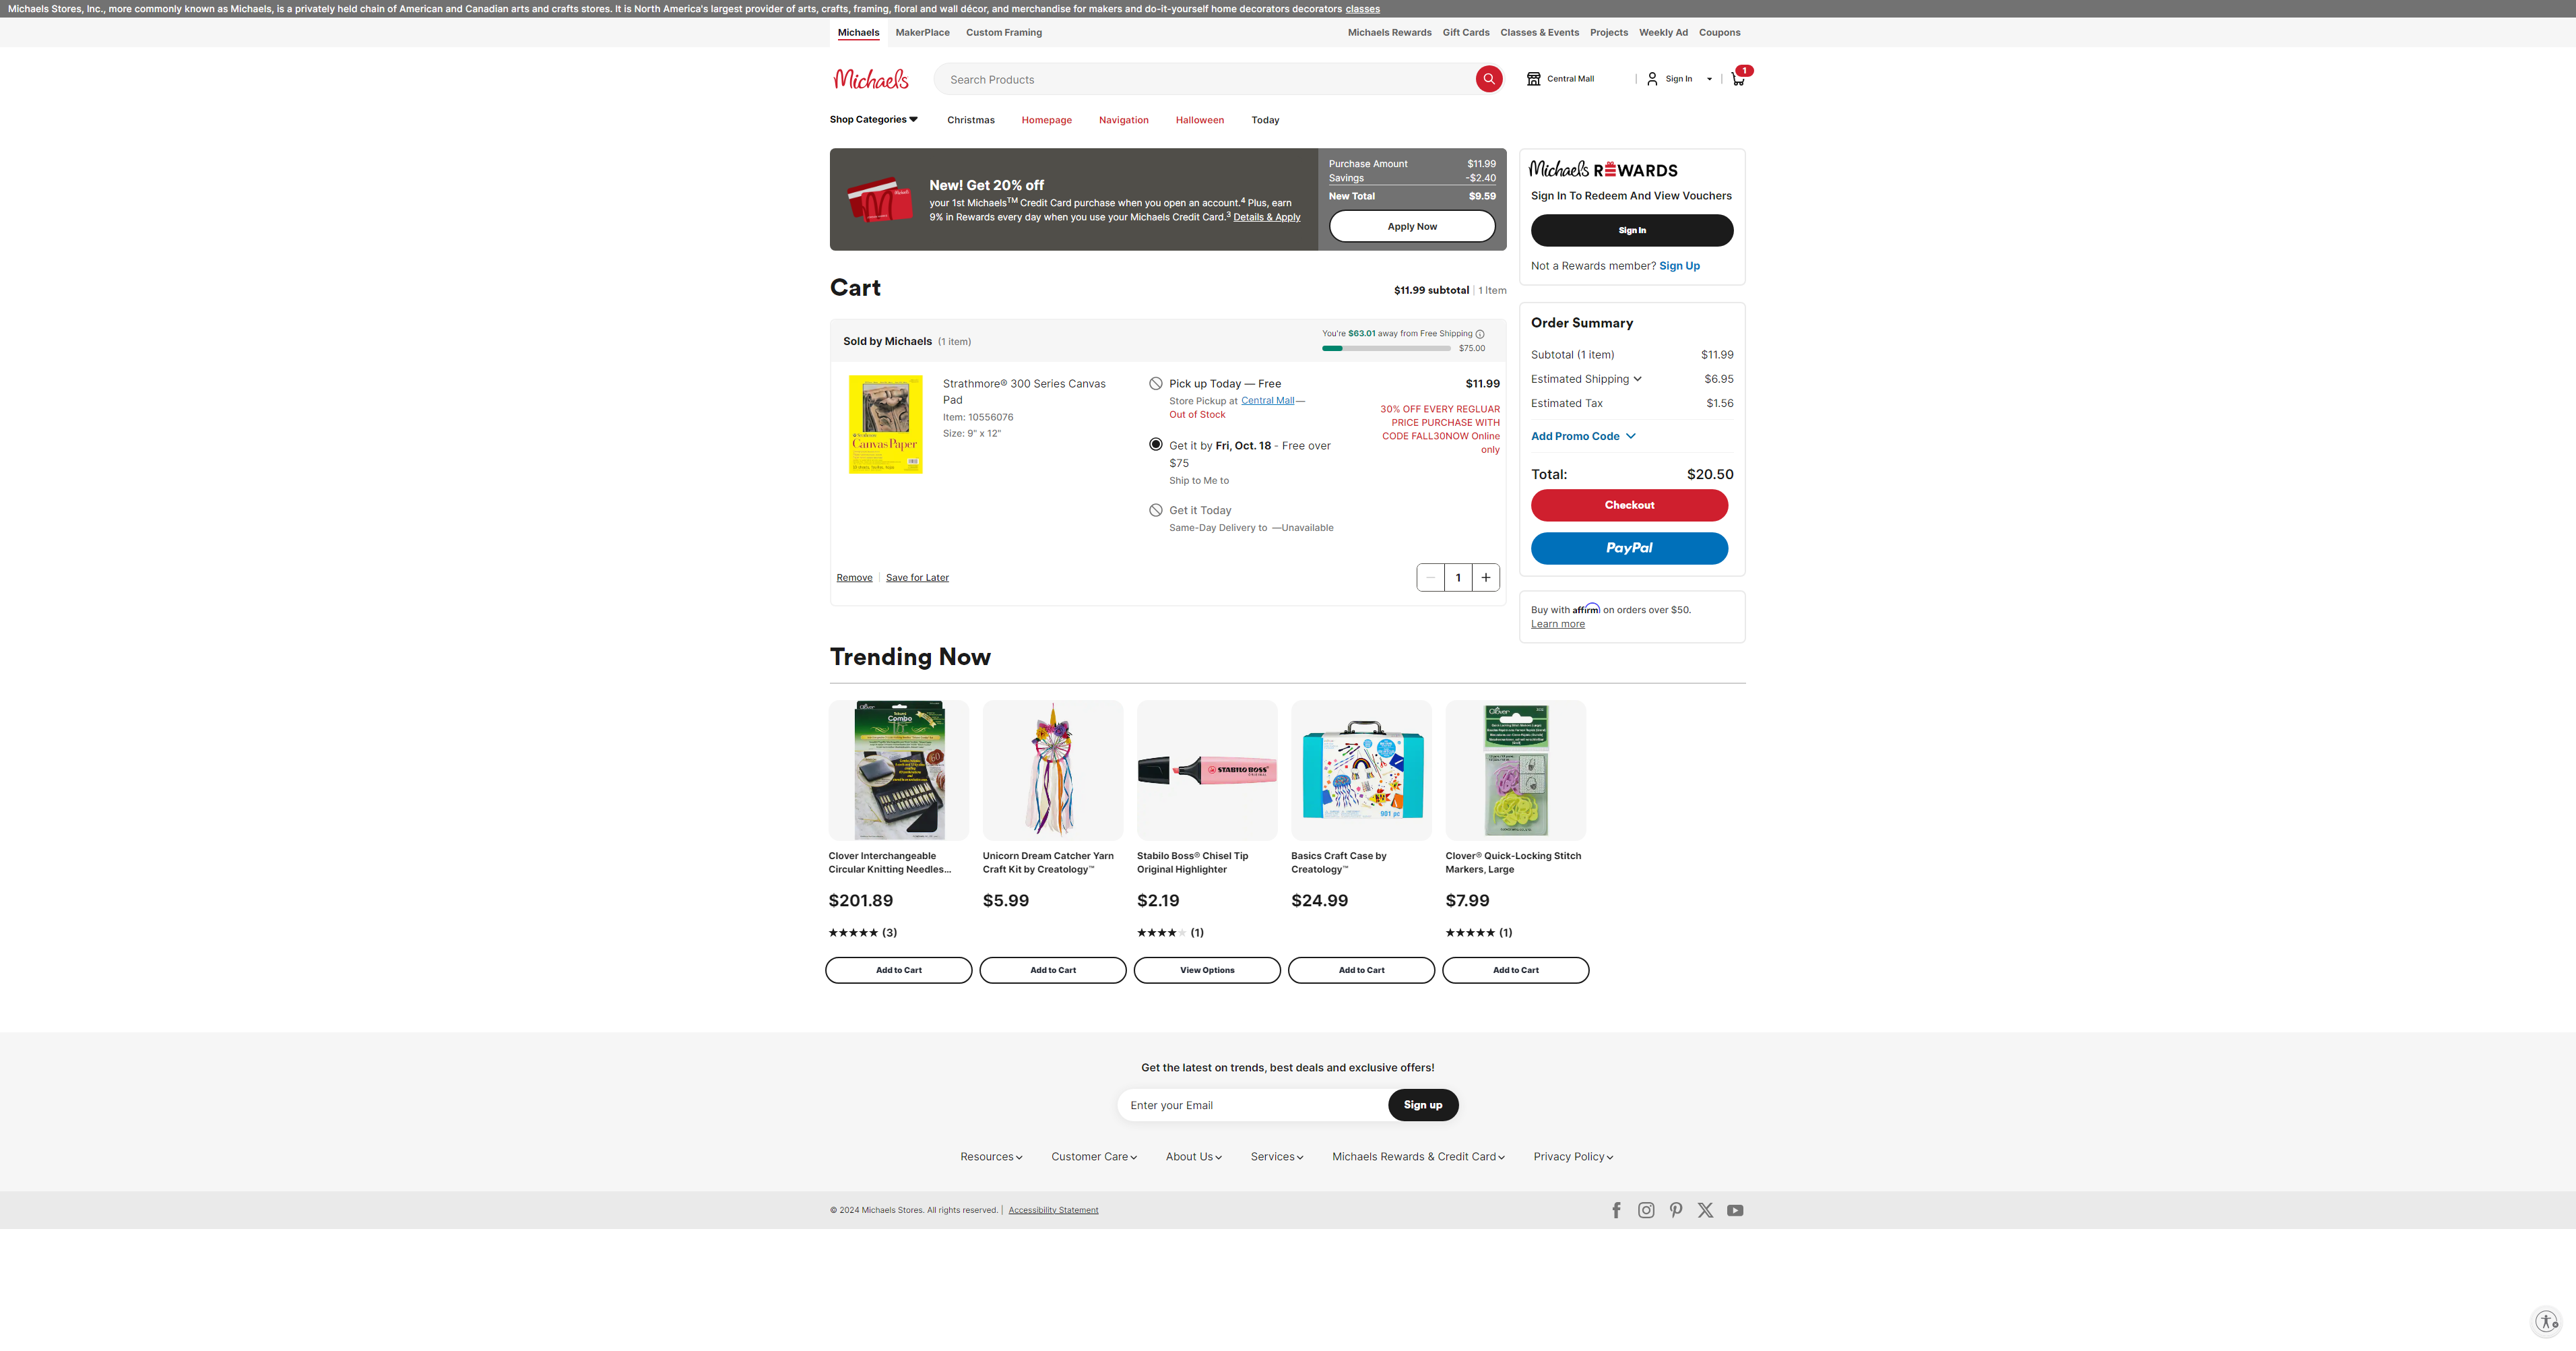 Michaels Stores, Inc., more commonly known as Michaels, is a privately held chain of American and Canadian arts and crafts stores. It is North America's largest provider of arts, crafts, framing, floral and wall décor, and merchandise for makers and do-it-yourself home decorators decorators classes
Michaels MakerPlace Custom Framing
Michaels Rewards Gift Cards Classes & Events Projects Weekly Ad Coupons
Michaels
Search Products
Central Mall
Sign In
1
Shop Categories Christmas Homepage Navigation Halloween Today
New! Get 20% off
your 1st Michaels™ Credit Card purchase when you open an account.4 Plus, earn
9% in Rewards every day when you use your Michaels Credit Card.3 Details & Apply
Purchase Amount $11.99
Savings -$2.40
New Total $9.59
Apply Now
Michaels REWARDS
Sign In To Redeem And View Vouchers
Sign In
Not a Rewards member? Sign Up
Cart
$11.99 subtotal | 1 Item
Sold by Michaels (1 item)
You're $63.01 away from Free Shipping
$75.00
Canvas Paper
Strathmore® 300 Series Canvas
Pad
Item: 10556076
Size: 9" x 12"
Pick up Today — Free
Store Pickup at Central Mall —
Out of Stock
Get it by Fri, Oct. 18 - Free over
$75
Ship to Me to
Get it Today
Same-Day Delivery to —Unavailable
$11.99
30% OFF EVERY REGLUAR
PRICE PURCHASE WITH
CODE FALL30NOW Online
only
Remove | Save for Later
1
Order Summary
Subtotal (1 item) $11.99
Estimated Shipping $6.95
Estimated Tax $1.56
Add Promo Code
Total: $20.50
Checkout
PayPal
Buy with affirm on orders over $50.
Learn more
Trending Now
Clover
Combo
STABILO BOSS
ORIGINAL
001 pc
Clover
Clover Interchangeable
Circular Knitting Needles...
$201.89
(3)
Add to Cart
Unicorn Dream Catcher Yarn
Craft Kit by Creatology™
$5.99
Add to Cart
Stabilo Boss® Chisel Tip
Original Highlighter
$2.19
(1)
View Options
Basics Craft Case by
Creatology™
$24.99
Add to Cart
Clover® Quick-Locking Stitch
Markers, Large
$7.99
(1)
Add to Cart
Get the latest on trends, best deals and exclusive offers!
Enter your Email
Sign up
Resources Customer Care About Us Services Michaels Rewards & Credit Card Privacy Policy
© 2024 Michaels Stores. All rights reserved. | Accessibility Statement